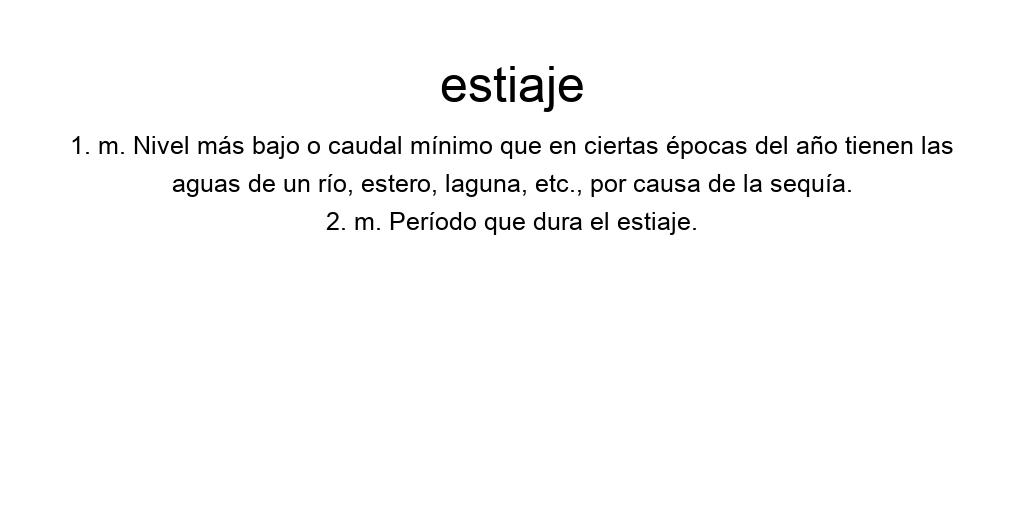 estiaje
1. m. Nivel más bajo o caudal mínimo que en ciertas épocas del año tienen las
aguas de un río, estero, laguna, etc., por causa de la sequía.
2. m. Período que dura el estiaje.